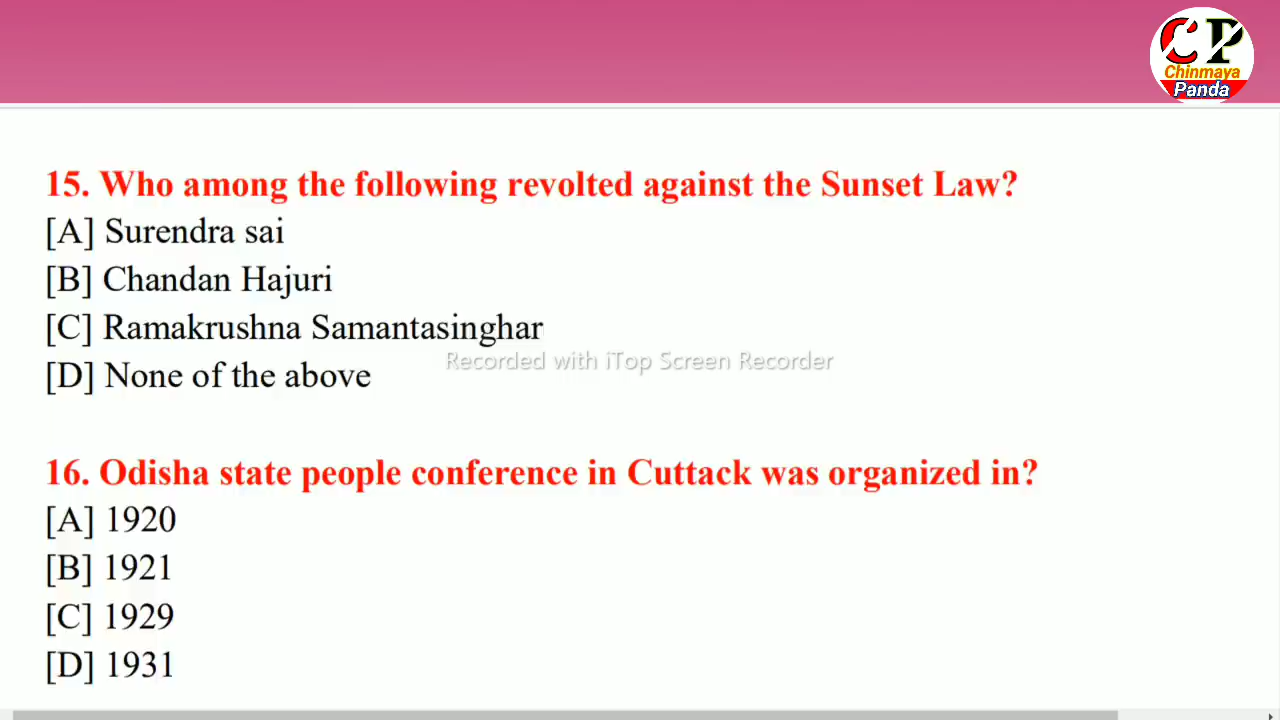 CP
Chinmaya
Panda
15. Who among the following revolted against the Sunset Law?
[A] Surendra sai
[B] Chandan Hajuri
[C] Ramakrushna Samantasinghar
Recorded with iTop Screen Recorder
[D] None of the above
16. Odisha state people conference in Cuttack was organized in?
[A] 1920
[B] 1921
[C] 1929
[D] 1931